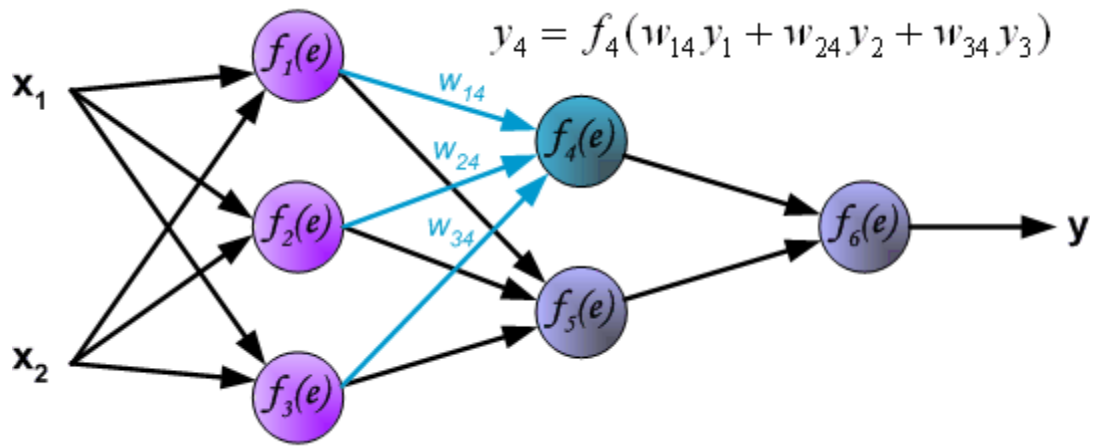 y₄ = f₄(w₁₄y₁ + w₂₄y₂ + w₃₄y₃)
f₁(e)
x₁
w₁₄
f₄(e)
w₂₄
f₂(e)
w₃₄
f₆(e)
y
f₅(e)
x₂
f₃(e)